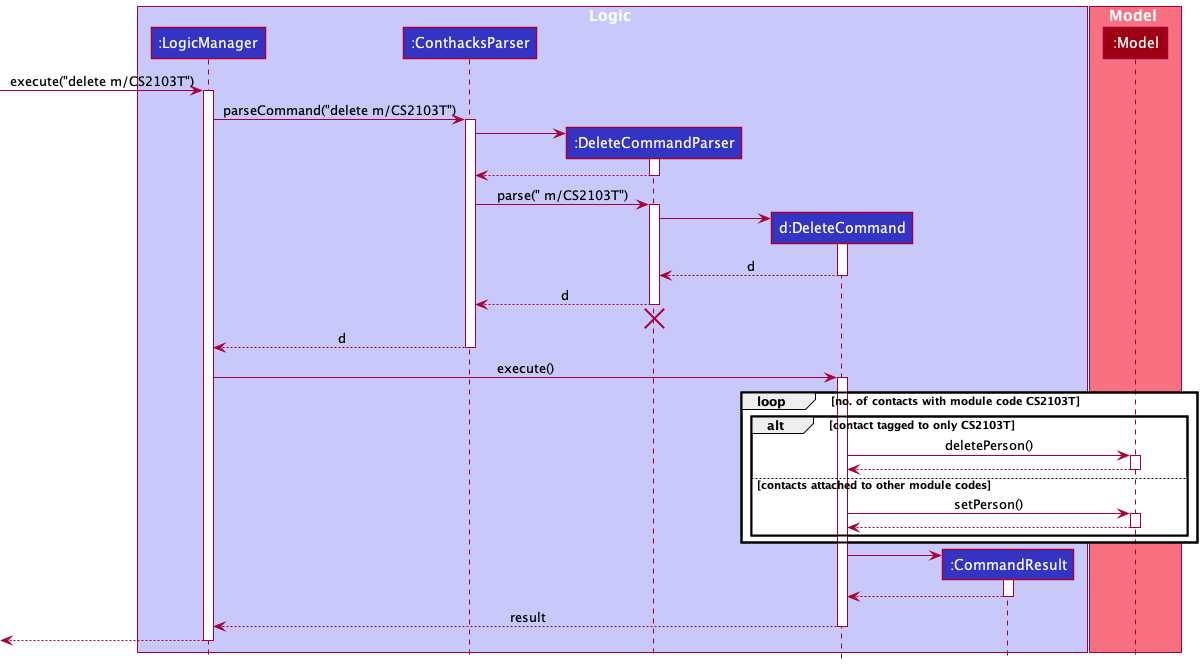 Logic
Model
:LogicManager
:ConthacksParser
:Model
execute("delete m/CS2103T")
parseCommand("delete m/CS2103T")
:DeleteCommandParser
parse(" m/CS2103T")
d:DeleteCommand
d
d
d
execute()
loop [no. of contacts with module code CS2103T]
alt [contact tagged to only CS2103T]
deletePerson()
[contacts attached to other module codes]
setPerson()
:CommandResult
result